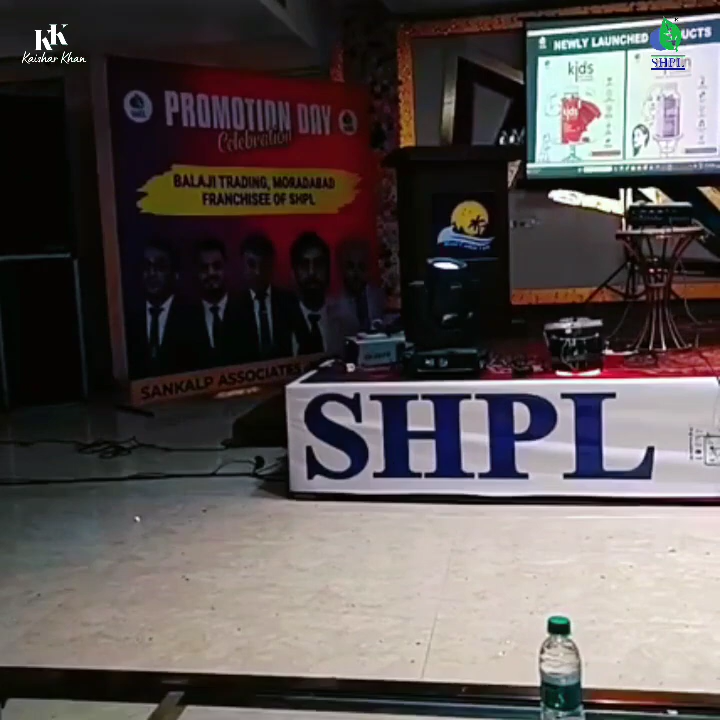 KK
Kaishar Khan
SHPL
NEWLY LAUNCHED
kids
PROMOTION DAY
Celebration
BALAJI TRADING, MORADABAD
FRANCHISEE OF SHPL
SANKALP ASSOCIATES
SHPL